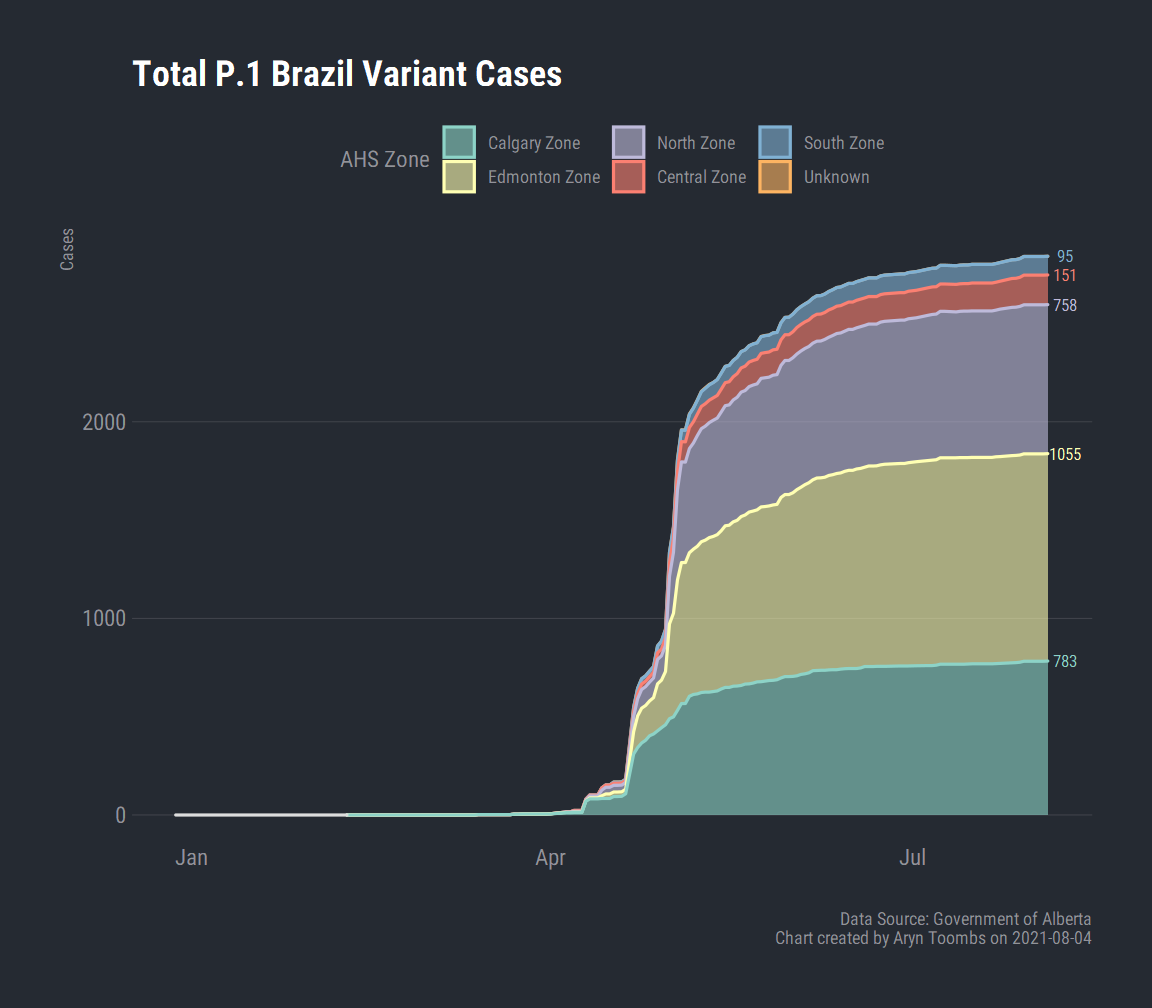 Total P.1 Brazil Variant Cases
AHS Zone
Calgary Zone
North Zone
South Zone
Edmonton Zone
Central Zone
Unknown
Cases
95
151
758
2000
1055
1000
783
0
Jan
Apr
Jul
Data Source: Government of Alberta
Chart created by Aryn Toombs on 2021-08-04